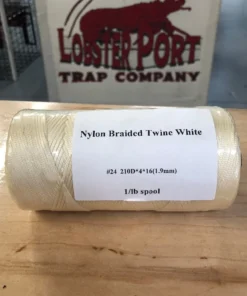 LOBSTER PORT
TRAP COMPANY
Nylon Braided Twine White
#24 210D*4*16(1.9mm)
1/lb spool